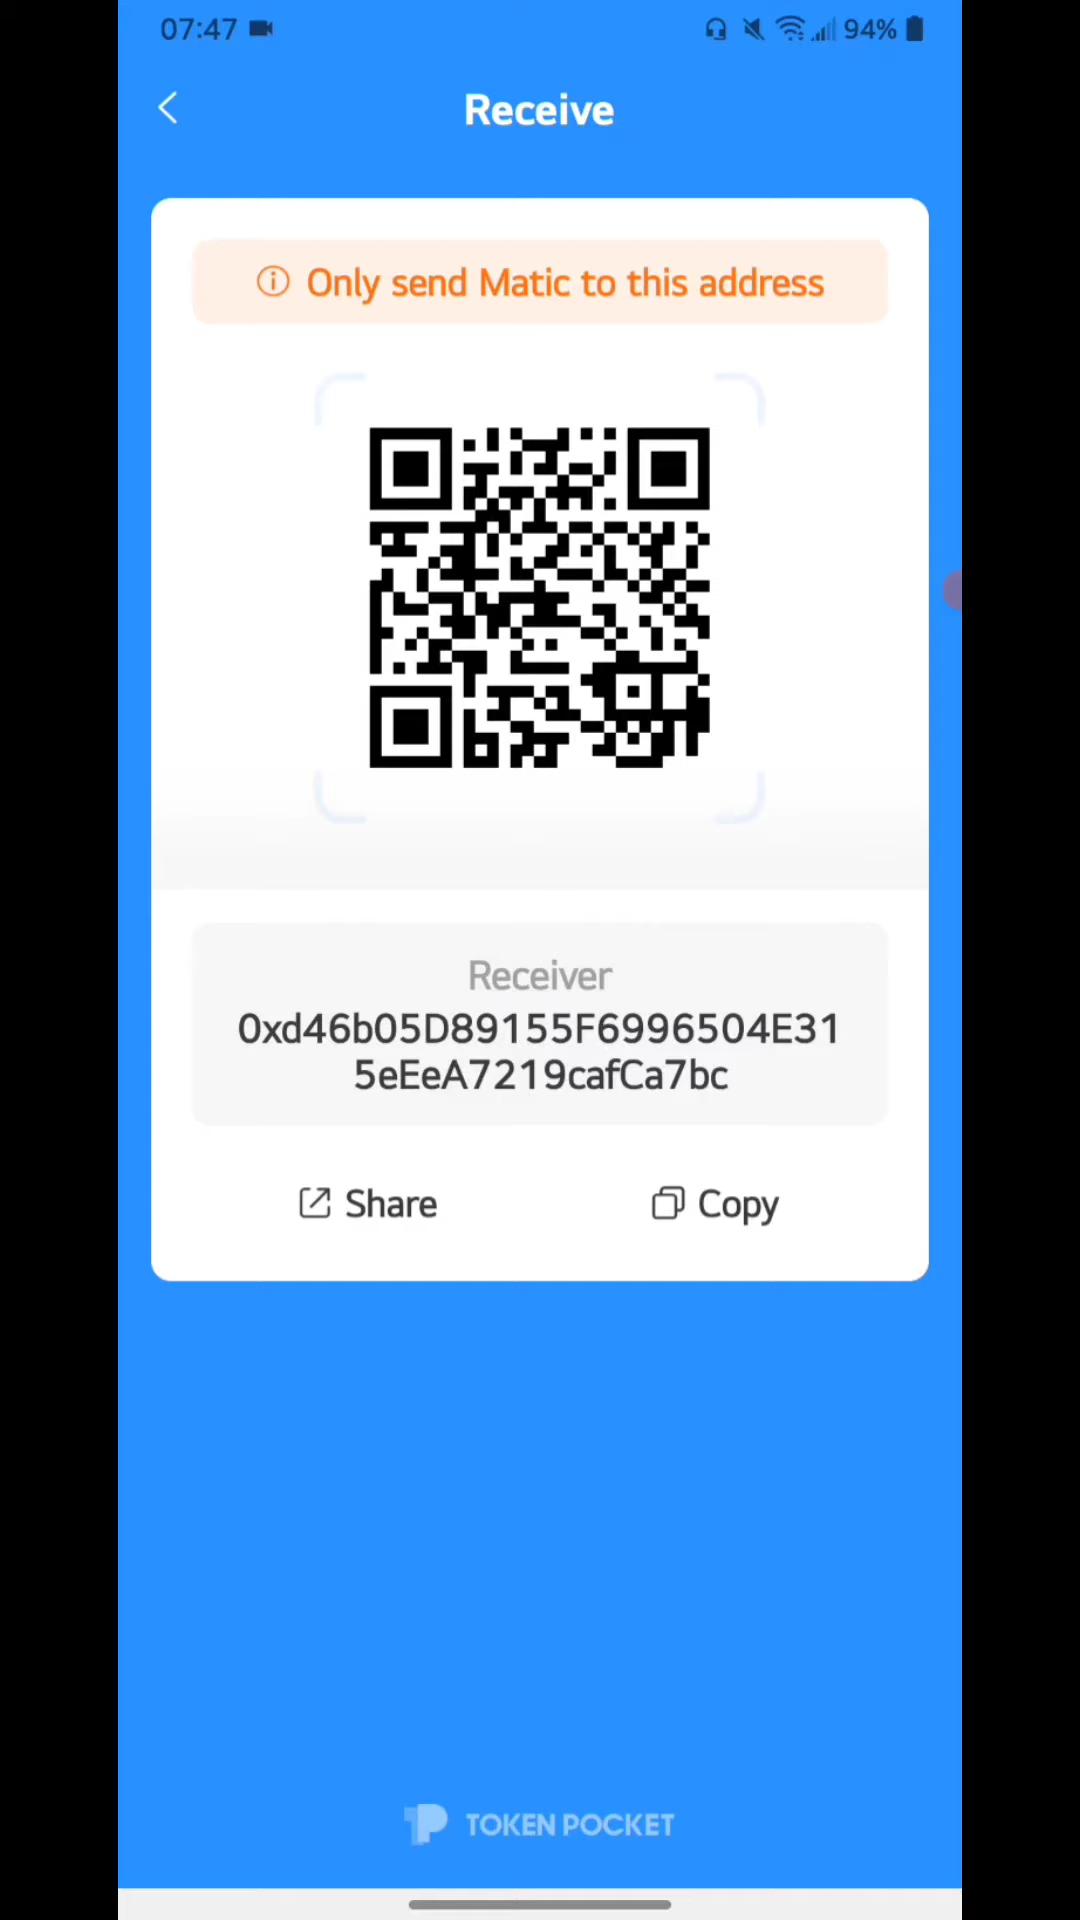 07:47
94%
Receive
Only send Matic to this address
Receiver
0xd46b05D89155F6996504E31
5eEeA7219cafCa7bc
Share
Copy
TOKEN POCKET